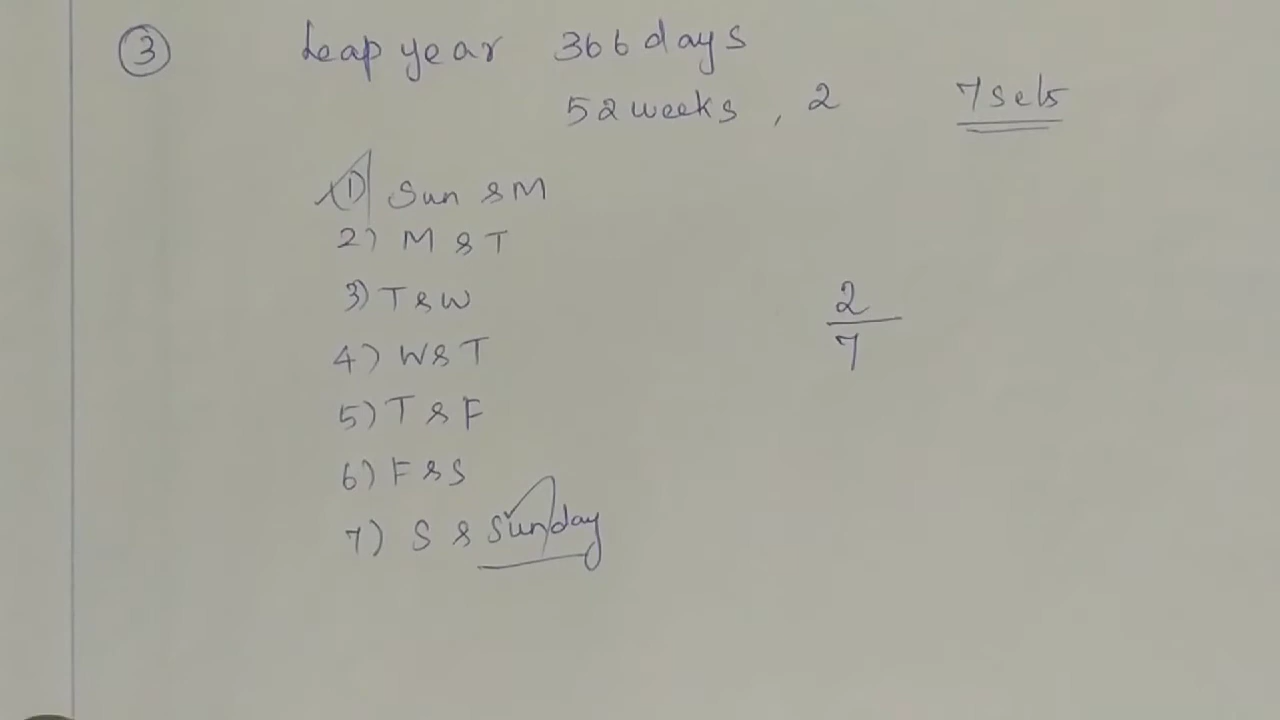 3 Leap year 366 days
52 weeks, 2 7 sets
1) Sun & M
2) M & T
3) T & W
4) W & T
5) T & F
6) F & S
7) S & Sunday
2
7